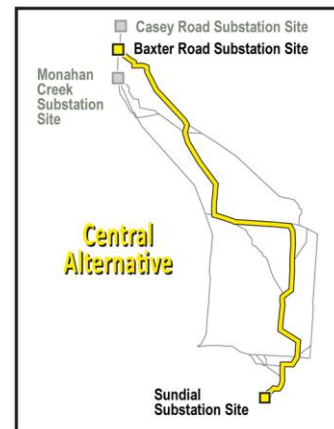 Casey Road Substation Site
Baxter Road Substation Site
Monahan
Creek
Substation
Site
Central
Alternative
Sundial
Substation Site